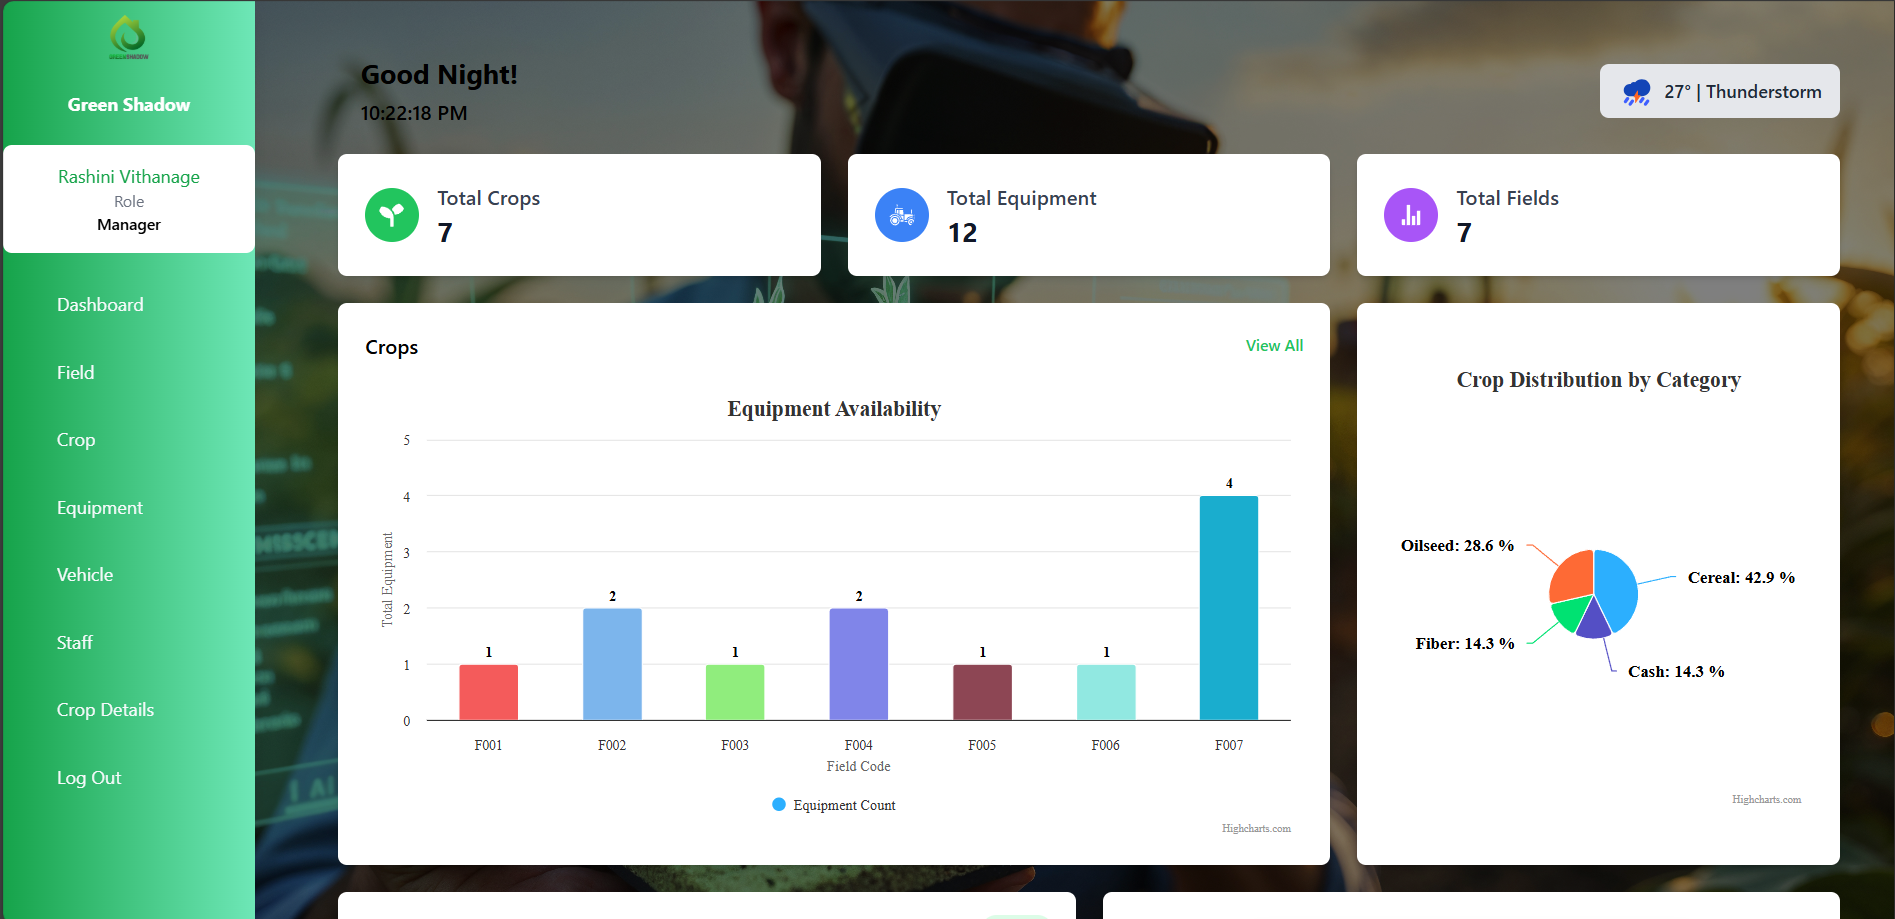 Green Shadow
Rashini Vithanage
Role
Manager
Dashboard
Field
Crop
Equipment
Vehicle
Staff
Crop Details
Log Out
Good Night!
10:22:18 PM
27° | Thunderstorm
Total Crops
7
Total Equipment
12
Total Fields
7
Crops
View All
Equipment Availability
Total Equipment
5
4
3
2
1
0
1
2
1
2
1
1
4
F001 F002 F003 F004 F005 F006 F007
Field Code
Equipment Count
Highcharts.com
Crop Distribution by Category
Oilseed: 28.6 %
Cereal: 42.9 %
Fiber: 14.3 %
Cash: 14.3 %
Highcharts.com